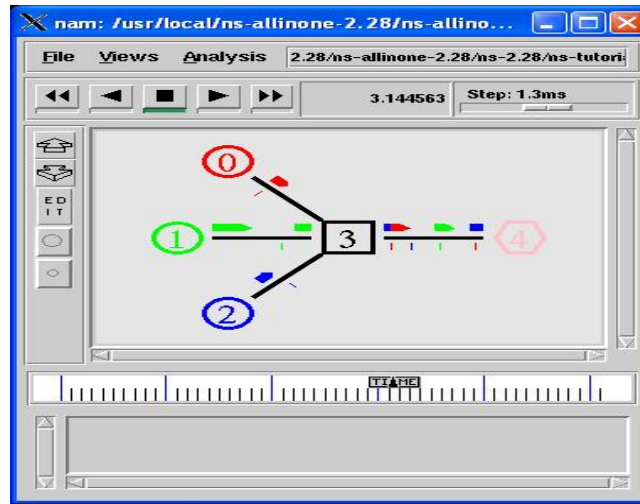 nam: /usr/local/ns-allinone-2.28/ns-allino...
File Views Analysis 2.28/ns-allinone-2.28/ns-2.28/ns-tutori
3.144563 Step: 1.3ms
ED
IT
0
1
3
4
2
TIME